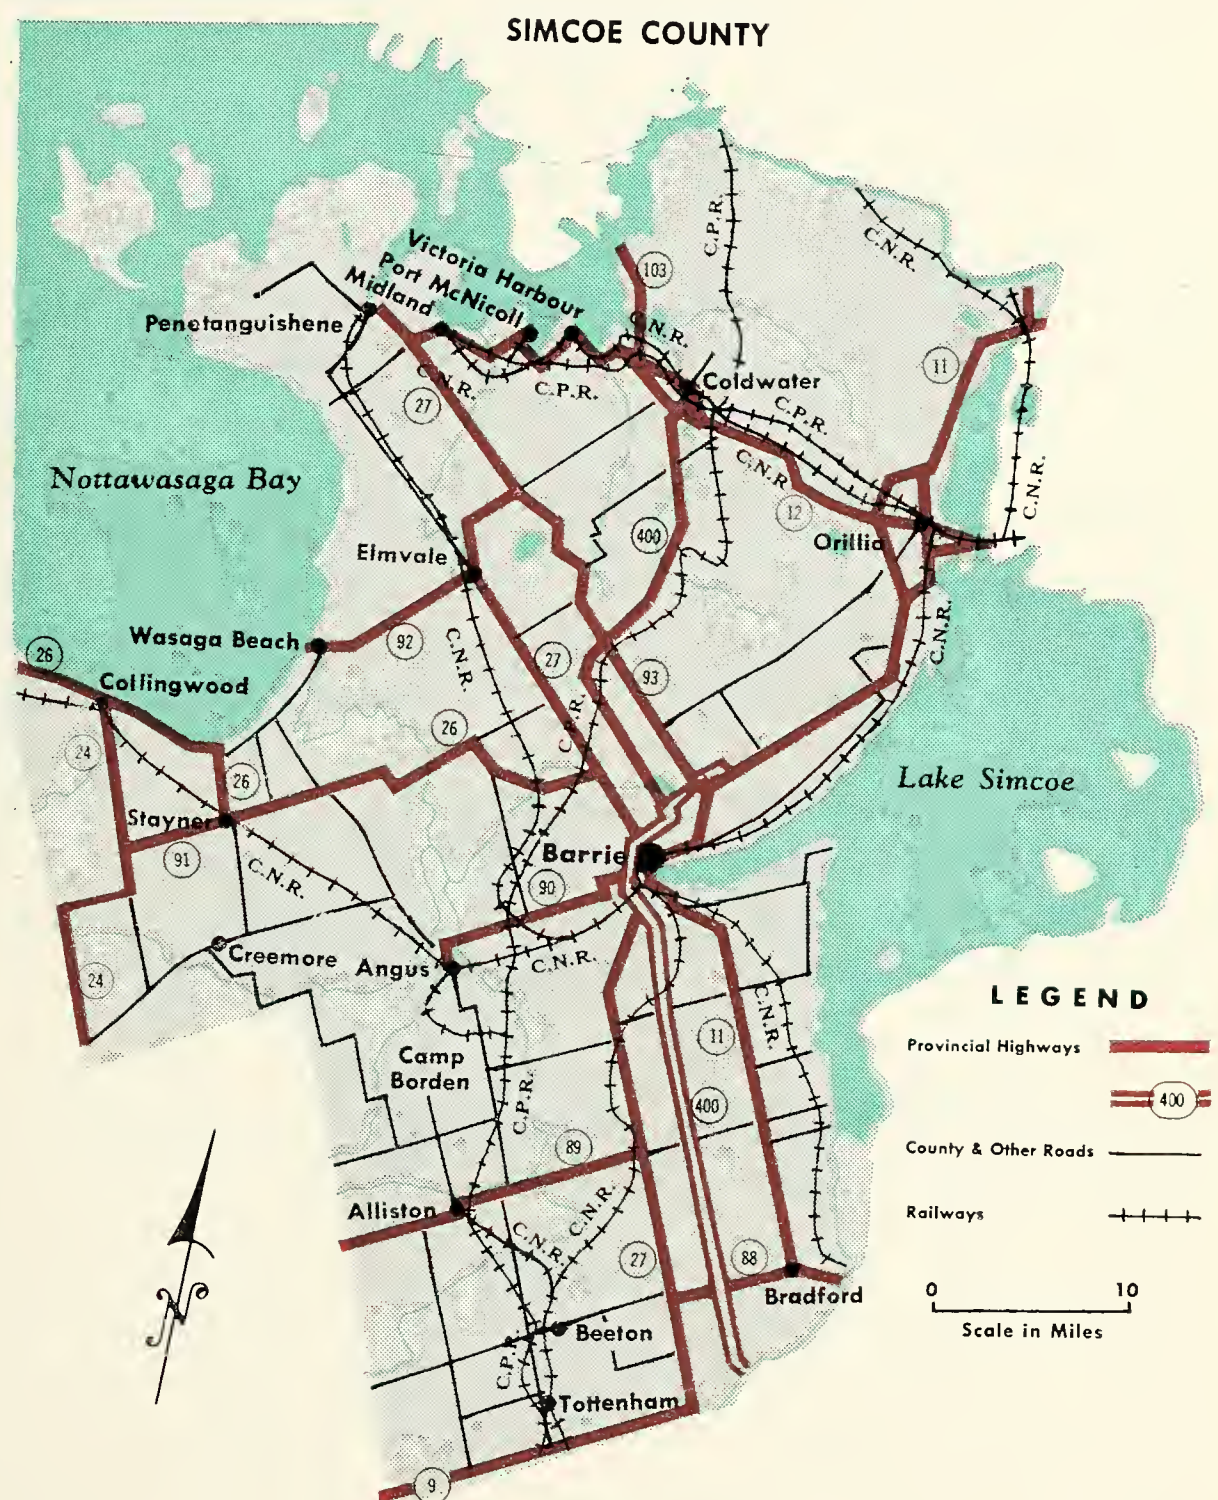 SIMCOE COUNTY
C.P.R.
C.N.R.
Victoria Harbour
Port McNicoll
Midland
103
Penetanguishene
C.N.R.
11
C.N.R.
C.P.R.
Coldwater
27
C.P.R.
Nottawasaga Bay
C.N.R.
C.N.R.
12
400
Orillia
Elmvale
Wasaga Beach
92
C.N.R.
27
93
C.N.R.
26
Collingwood
C.P.R.
24
26
26
Lake Simcoe
Stayner
91
C.N.R.
Barrie
90
Creemore
Angus
C.N.R.
24
LEGEND
C.N.R.
11
Provincial Highways
Camp
Borden
C.P.R.
400
400
89
County & Other Roads
Alliston
C.N.R.
C.N.R.
Railways
27
88
Bradford
N
0 10
Scale in Miles
Beeton
C.P.R.
Tottenham
9